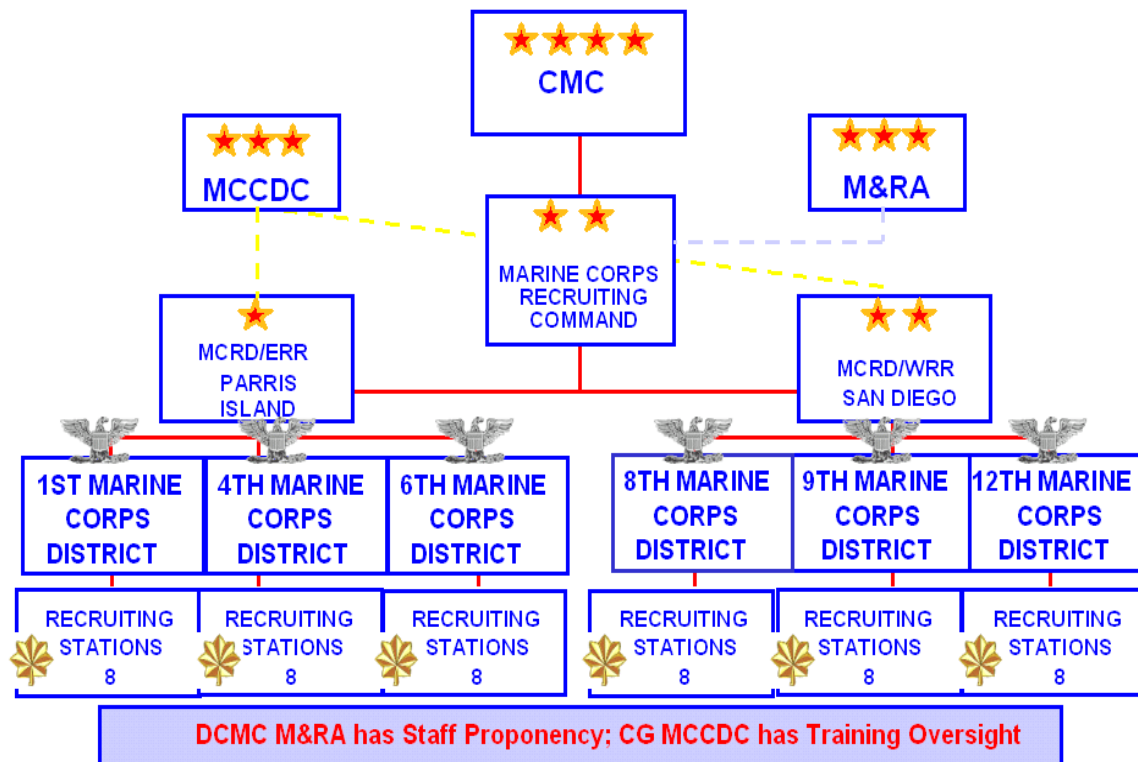 CMC
MCCDC
M&RA
MARINE CORPS
RECRUITING
COMMAND
MCRD/ERR
PARRIS
ISLAND
MCRD/WRR
SAN DIEGO
1ST MARINE
CORPS
DISTRICT
4TH MARINE
CORPS
DISTRICT
6TH MARINE
CORPS
DISTRICT
8TH MARINE
CORPS
DISTRICT
9TH MARINE
CORPS
DISTRICT
12TH MARINE
CORPS
DISTRICT
RECRUITING
STATIONS
8
RECRUITING
STATIONS
8
RECRUITING
STATIONS
8
RECRUITING
STATIONS
8
RECRUITING
STATIONS
8
RECRUITING
STATIONS
8
DCMC M&RA has Staff Proponency; CG MCCDC has Training Oversight